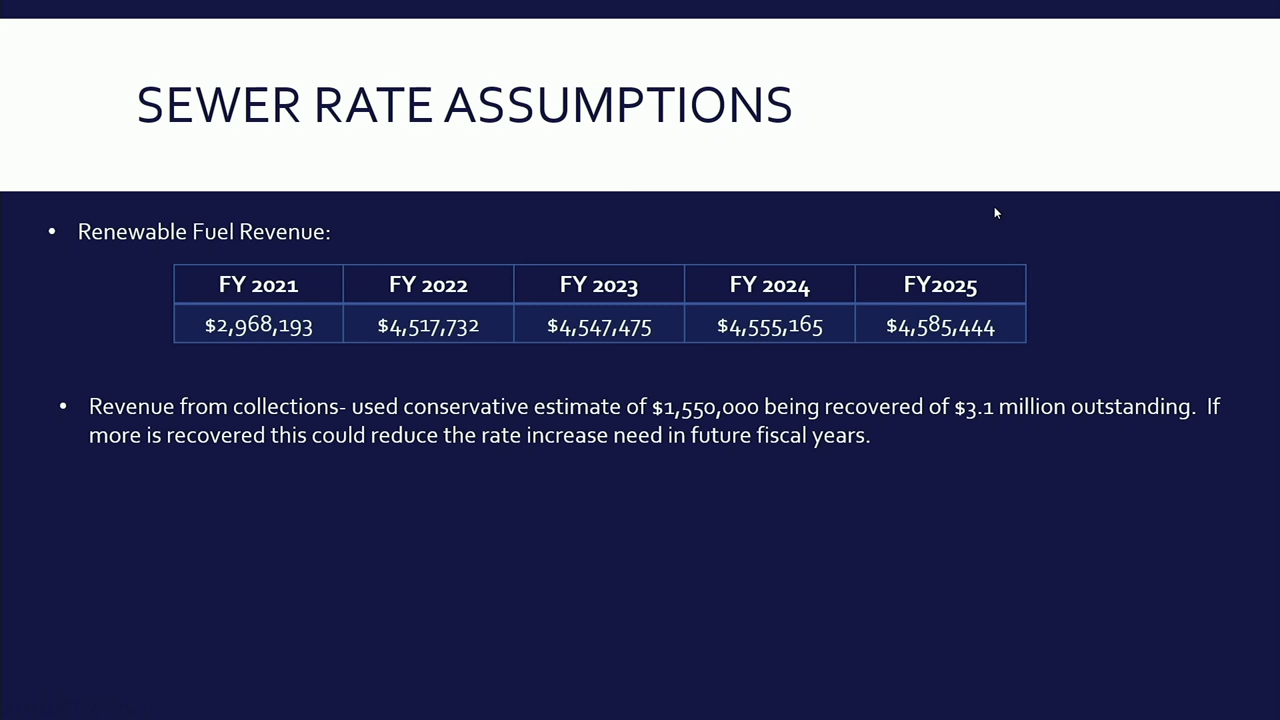 SEWER RATE ASSUMPTIONS
• Renewable Fuel Revenue:
FY 2021 FY 2022 FY 2023 FY 2024 FY2025
$2,968,193 $4,517,732 $4,547,475 $4,555,165 $4,585,444
• Revenue from collections- used conservative estimate of $1,550,000 being recovered of $3.1 million outstanding. If
more is recovered this could reduce the rate increase need in future fiscal years.